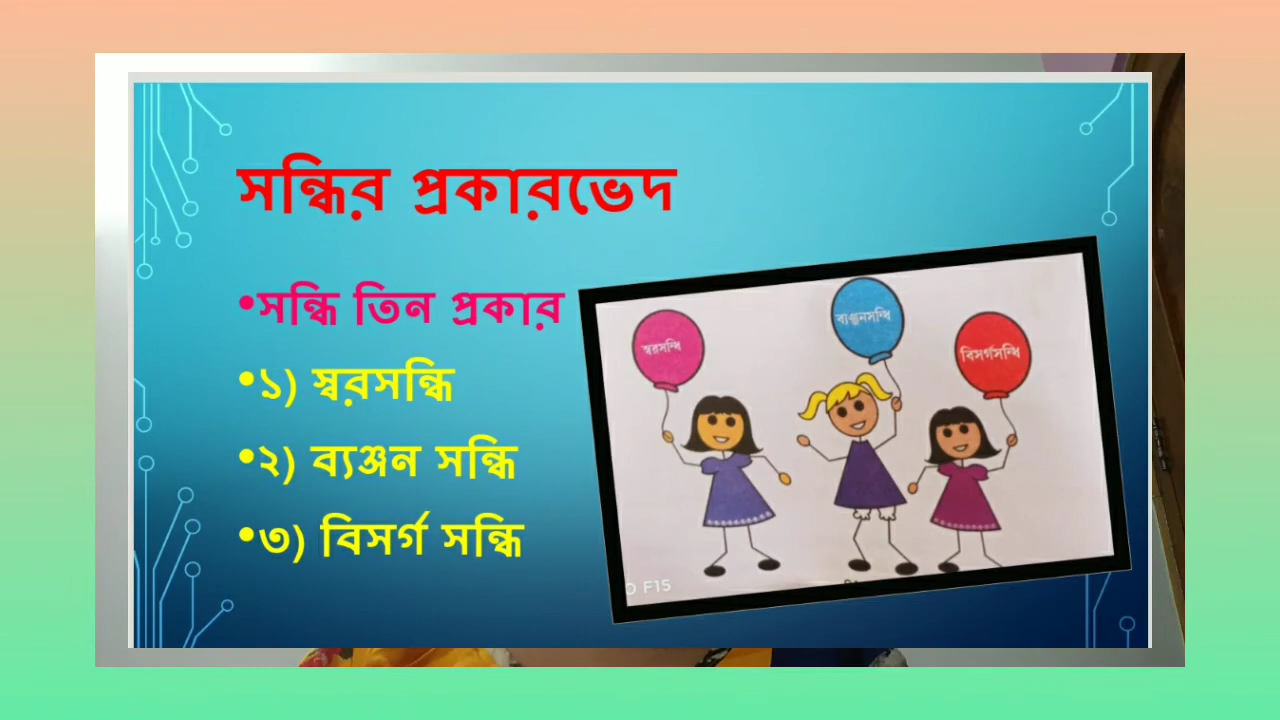 সন্ধির প্রকারভেদ
•সন্ধি তিন প্রকার
•১) স্বরসন্ধি
•২) ব্যঞ্জন সন্ধি
•৩) বিসর্গ সন্ধি
স্বরসন্ধি
ব্যঞ্জনসন্ধি
বিসর্গসন্ধি
F15